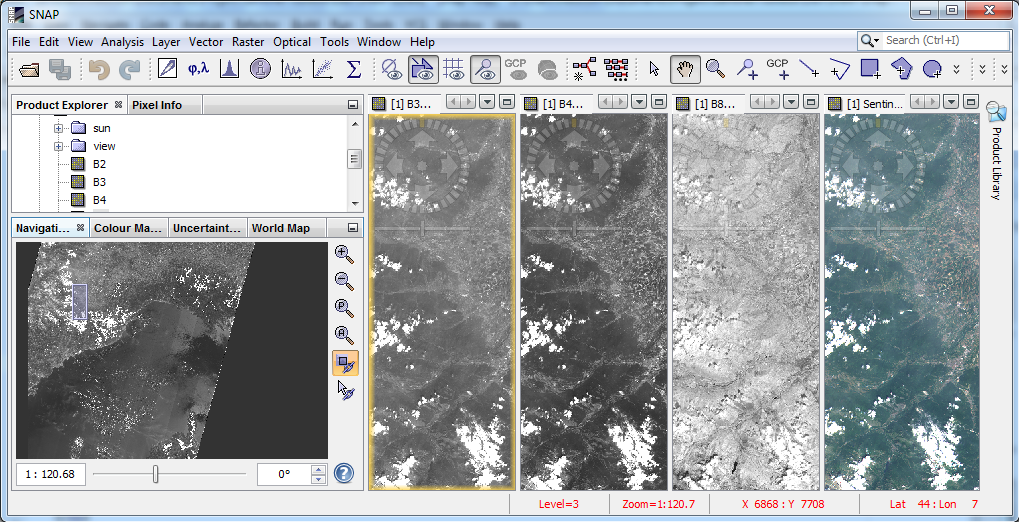 SNAP
File Edit View Analysis Layer Vector Raster Optical Tools Window Help
Search (Ctrl+I)
φ,λ Σ GCP GCP
Product Explorer Pixel Info
[1] B3... [1] B4... [1] B8... [1] Sentin...
sun
view
B2
B3
B4
Product Library
Navigati... Colour Ma... Uncertaint... World Map
1 : 120.68
0°
Level=3 Zoom=1:120.7 X 6868 : Y 7708 Lat 44 : Lon 7